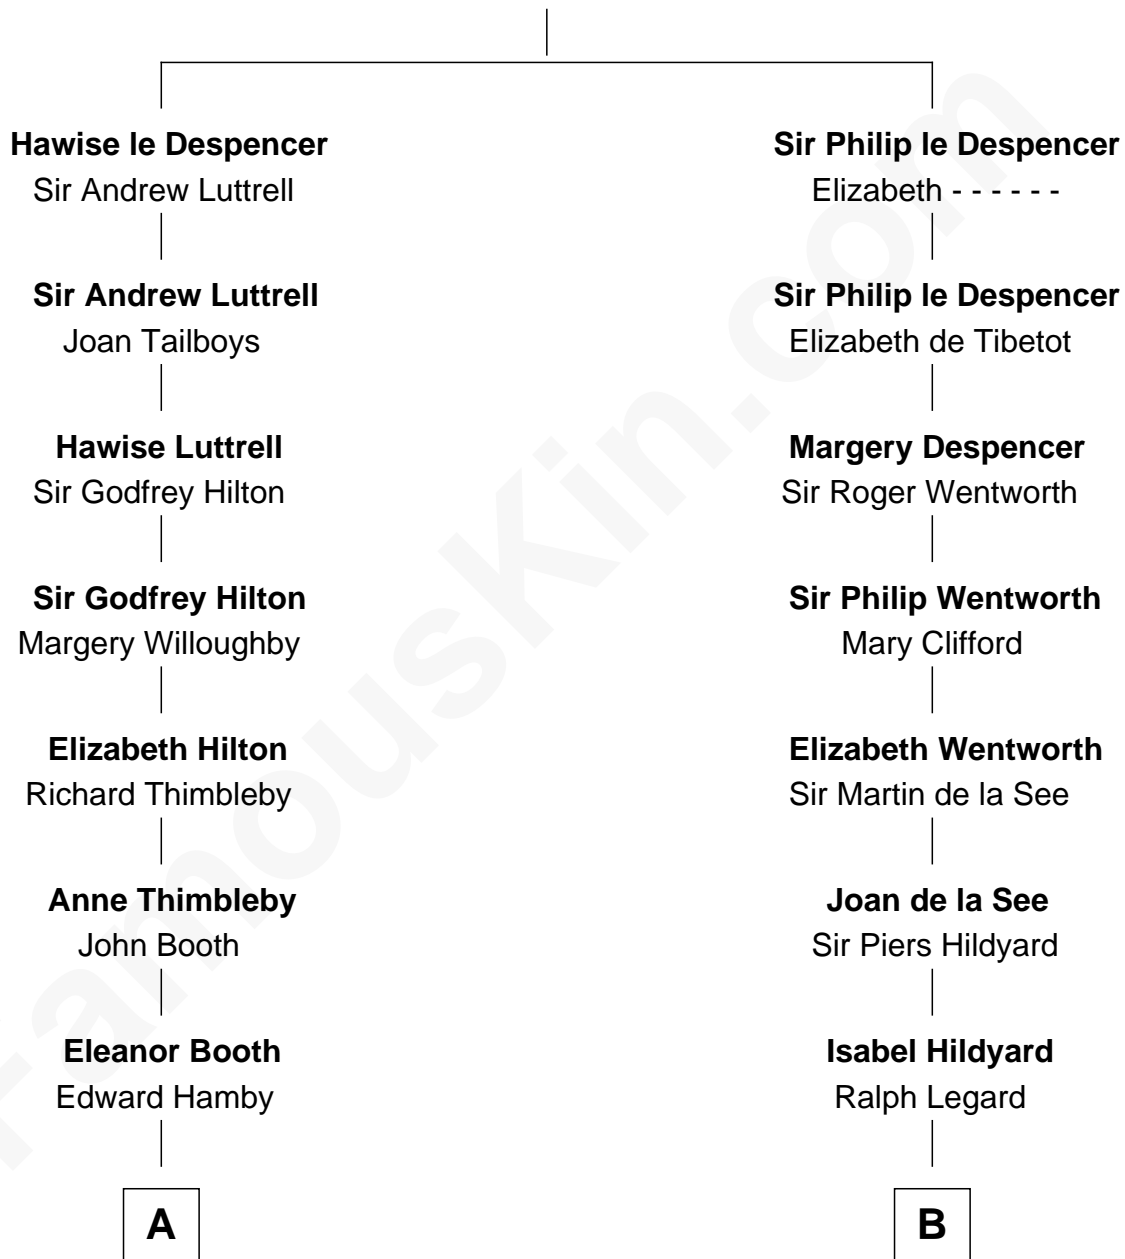 Hawise le Despencer
Sir Andrew Luttrell
Sir Andrew Luttrell
Joan Tailboys
Hawise Luttrell
Sir Godfrey Hilton
Sir Godfrey Hilton
Margery Willoughby
Elizabeth Hilton
Richard Thimbleby
Anne Thimbleby
John Booth
Eleanor Booth
Edward Hamby
A
Sir Philip le Despencer
Elizabeth - - - - - -
Sir Philip le Despencer
Elizabeth de Tibetot
Margery Despencer
Sir Roger Wentworth
Sir Philip Wentworth
Mary Clifford
Elizabeth Wentworth
Sir Martin de la See
Joan de la See
Sir Piers Hildyard
Isabel Hildyard
Ralph Legard
B
FamousKin.com